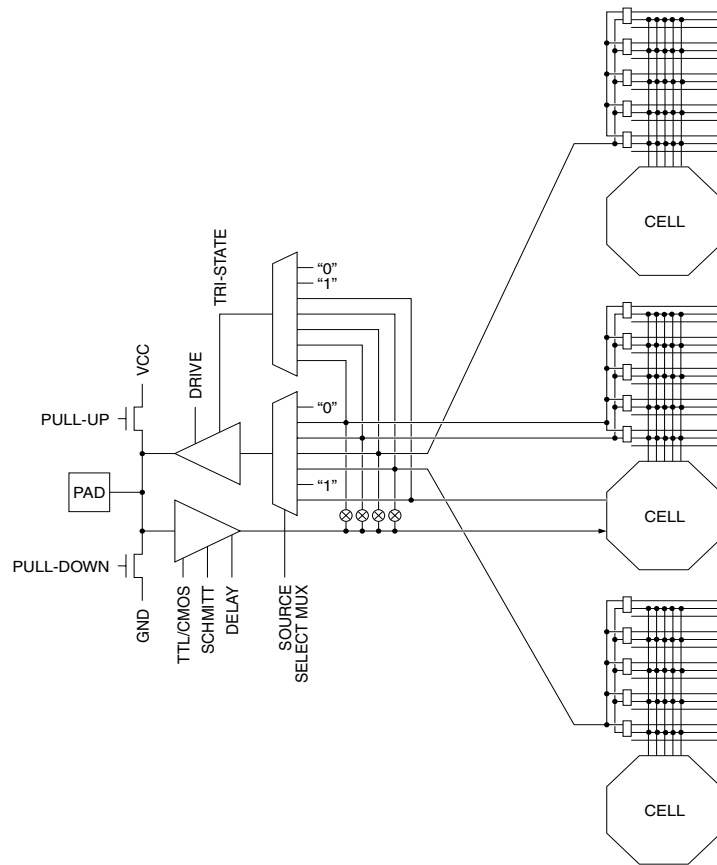 CELL
“0”
“1”
TRI-STATE
VCC
DRIVE
PULL-UP
“0”
PAD
“1”
CELL
PULL-DOWN
GND
TTL/CMOS
SCHMITT
DELAY
SOURCE
SELECT MUX
CELL